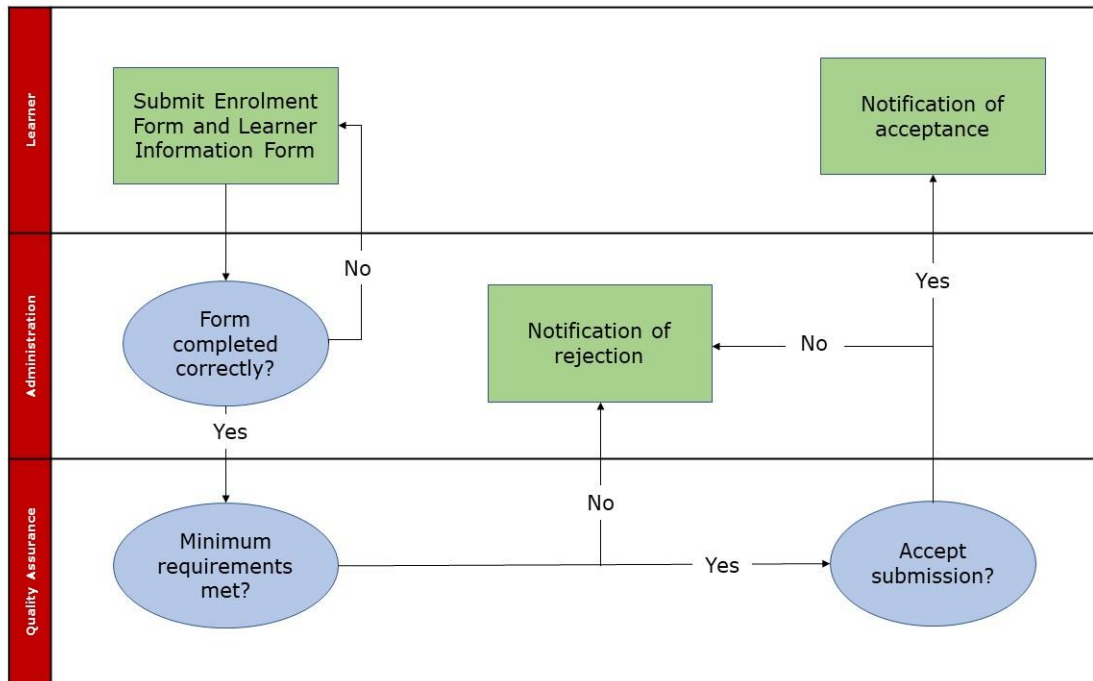 Learner
Submit Enrolment
Form and Learner
Information Form
Notification of
acceptance
Administration
No
Form
completed
correctly?
Yes
Notification of
rejection
No
Yes
Quality Assurance
Minimum
requirements
met?
No
Yes
Accept
submission?